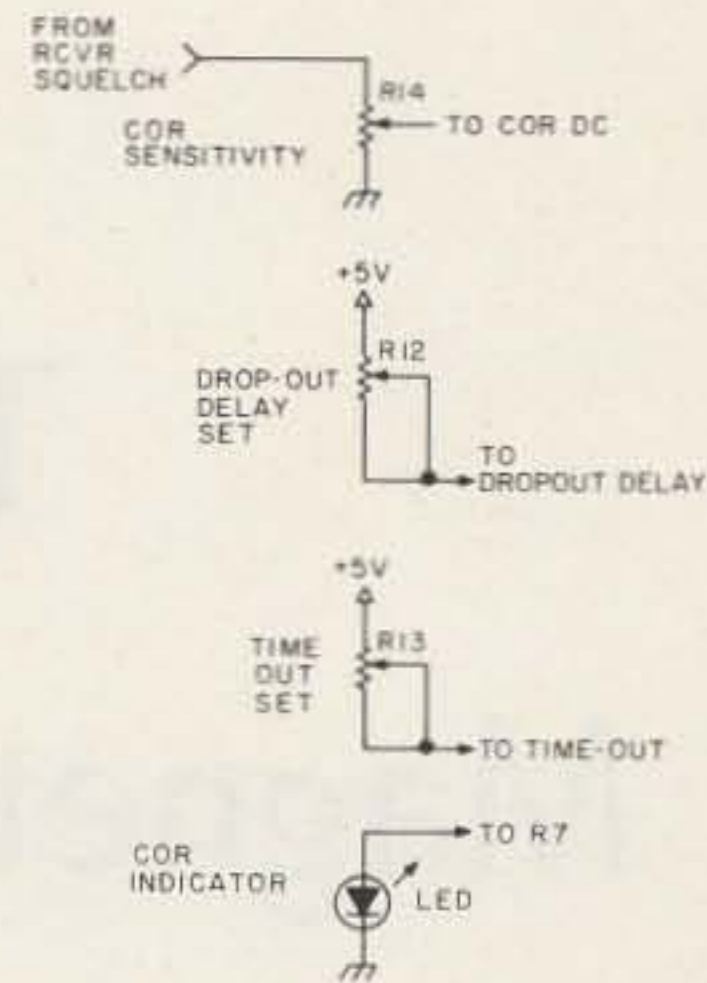 FROM
RCVR
SQUELCH
R14
TO COR DC
COR
SENSITIVITY
+5V
R12
DROP-OUT
DELAY
SET
TO
DROPOUT DELAY
+5V
R13
TIME
OUT
SET
TO TIME-OUT
TO R7
COR
INDICATOR
LED